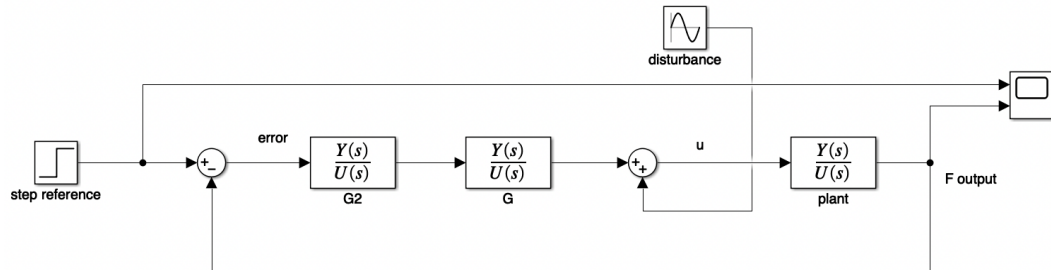 disturbance
step reference
+
−
error
Y(s)
U(s)
G2
Y(s)
U(s)
G
+
+
u
Y(s)
U(s)
plant
F output